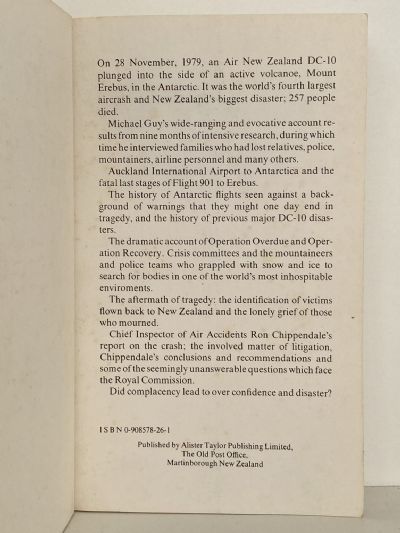 On 28 November, 1979, an Air New Zealand DC-10
plunged into the side of an active volcano, Mount
Erebus, in the Antarctic. It was the world's fourth largest
aircrash and New Zealand's biggest disaster; 257 people
died.
Michael Guy's wide-ranging and evocative account re-
sults from nine months of intensive research, during which
time he interviewed families who had lost relatives, police,
mountainers, airline personnel and many others.
Auckland International Airport to Antarctica and the
fatal last stages of Flight 901 to Erebus.
The history of Antarctic flights seen against a back-
ground of warnings that they might one day end in
tragedy, and the history of previous major DC-10 disas-
ters.
The dramatic account of Operation Overdue and Oper-
ation Recovery. Crisis committees and the mountaineers
and police teams who grappled with snow and ice to
search for bodies in one of the world's most inhospitable
enviroments.
The aftermath of tragedy: the identification of victims
flown back to New Zealand and the lonely grief of those
who mourned.
Chief Inspector of Air Accidents Ron Chippendale's
report on the crash; the involved matter of litigation,
Chippendale's conclusions and recommendations and
some of the seemingly unanswerable questions which face
the Royal Commission.
Did complacency lead to over confidence and disaster?
ISBN 0-908578-26-1
Published by Alister Taylor Publishing Limited,
The Old Post Office,
Martinborough New Zealand